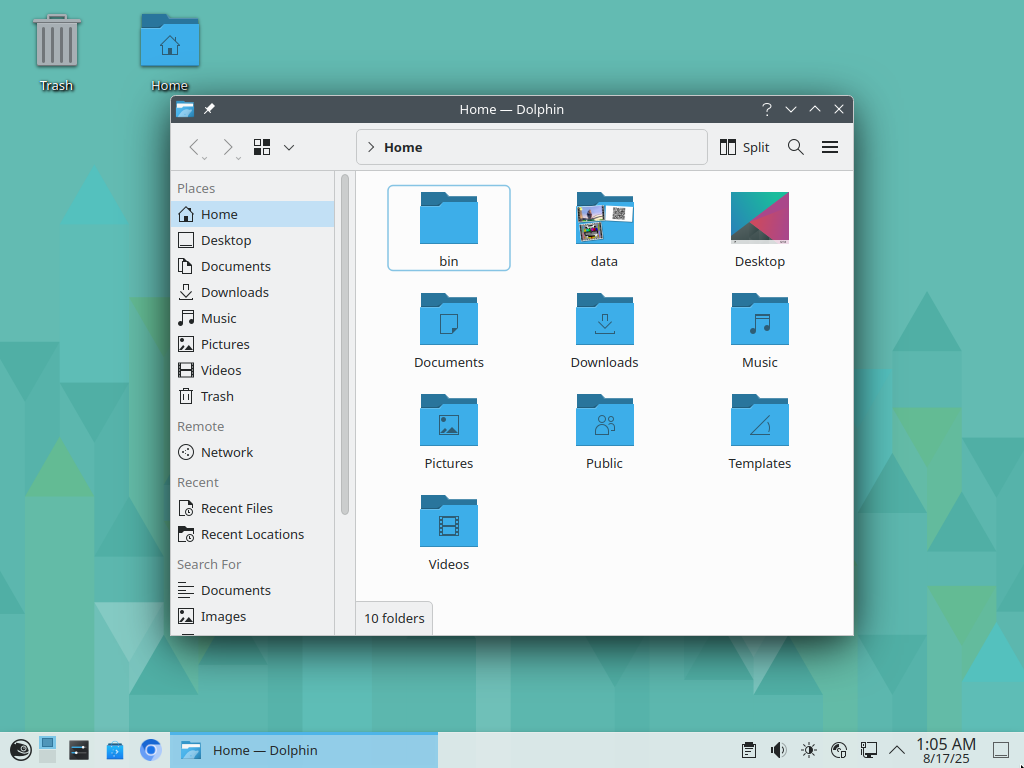 Trash
Home
Home — Dolphin
Home
Split
Places
Home
Desktop
Documents
Downloads
Music
Pictures
Videos
Trash
Remote
Network
Recent
Recent Files
Recent Locations
Search For
Documents
Images
bin
data
Desktop
Documents
Downloads
Music
Pictures
Public
Templates
Videos
10 folders
Home — Dolphin
1:05 AM
8/17/25